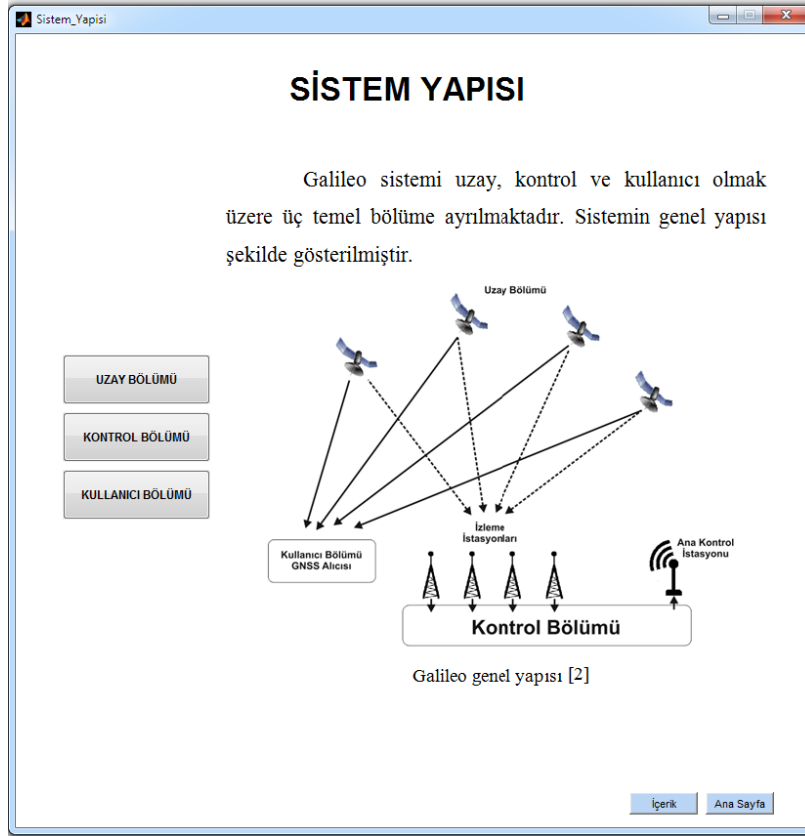 Sistem_Yapisi
SİSTEM YAPISI
Galileo sistemi uzay, kontrol ve kullanıcı olmak
üzere üç temel bölüme ayrılmaktadır. Sistemin genel yapısı
şekilde gösterilmiştir.
Uzay Bölümü
UZAY BÖLÜMÜ
KONTROL BÖLÜMÜ
KULLANICI BÖLÜMÜ
İzleme
İstasyonları
Kullanıcı Bölümü
GNSS Alıcısı
Ana Kontrol
İstasyonu
Kontrol Bölümü
Galileo genel yapısı [2]
İçerik
Ana Sayfa